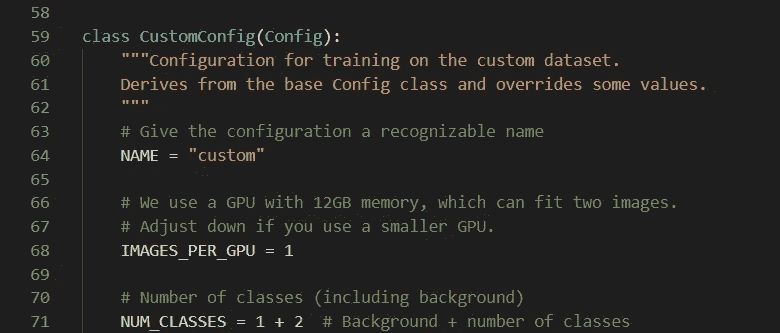 58
59 class CustomConfig(Config):
60 """Configuration for training on the custom dataset.
61 Derives from the base Config class and overrides some values.
62 """
63 # Give the configuration a recognizable name
64 NAME = "custom"
65
66 # We use a GPU with 12GB memory, which can fit two images.
67 # Adjust down if you use a smaller GPU.
68 IMAGES_PER_GPU = 1
69
70 # Number of classes (including background)
71 NUM_CLASSES = 1 + 2  # Background + number of classes